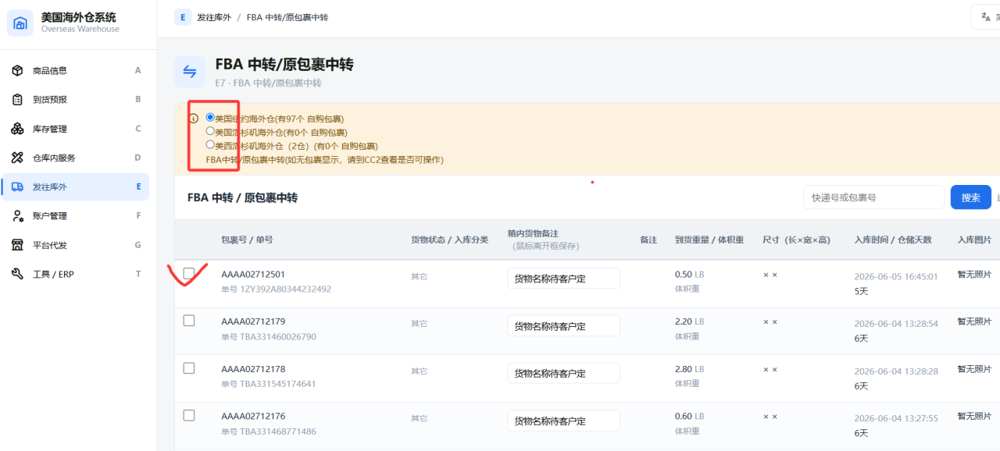 美国海外仓系统
Overseas Warehouse
商品信息 A
到货预报 B
库存管理 C
仓库内服务 D
发往库外 E
账户管理 F
平台代发 G
工具 / ERP T
E 发往库外 / FBA 中转/原包裹中转
FBA 中转/原包裹中转
E7 · FBA 中转/原包裹中转
美国纽约海外仓(有97个 自购包裹)
美国洛杉矶海外仓(有0个 自购包裹)
美西洛杉矶海外仓（2仓）(有0个 自购包裹)
FBA中转/原包裹中转(如无包裹显示，请到CC2查看是否可操作)
FBA 中转 / 原包裹中转
快递号或包裹号 搜索
包裹号 / 单号 货物状态 / 入库分类 箱内货物备注 备注 到货重量 / 体积重 尺寸（长×宽×高） 入库时间 / 仓储天数 入库图片
（鼠标离开框保存）
AAAA02712501 其它 货物名称待客户定 0.50 LB × × 2026-06-05 16:45:01 暂无照片
单号 1ZY392A80344232492 体积重 5天
AAAA02712179 其它 货物名称待客户定 2.20 LB × × 2026-06-04 13:28:54 暂无照片
单号 TBA331460026790 体积重 6天
AAAA02712178 其它 货物名称待客户定 2.80 LB × × 2026-06-04 13:28:28 暂无照片
单号 TBA331545174641 体积重 6天
AAAA02712176 其它 货物名称待客户定 0.60 LB × × 2026-06-04 13:27:55 暂无照片
单号 TBA331468771486 体积重 6天